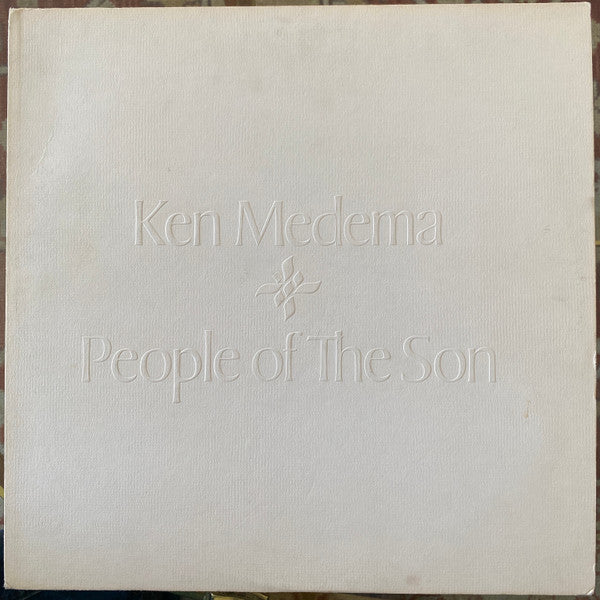 Ken Medema
People of The Son